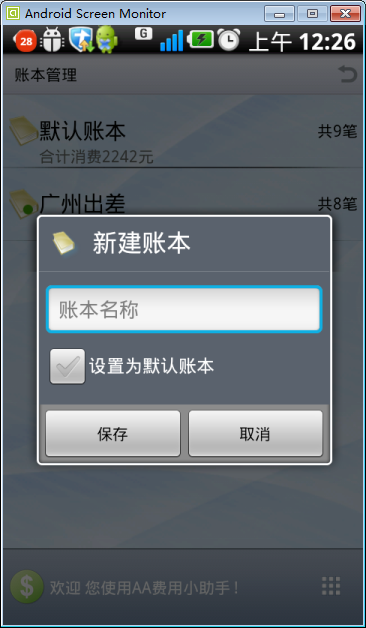 Android Screen Monitor
28
G
上午 12:26
账本管理
默认账本
共9笔
合计消费2242元
广州出差
共8笔
新建账本
账本名称
设置为默认账本
保存
取消
$
欢迎 您使用AA费用小助手!